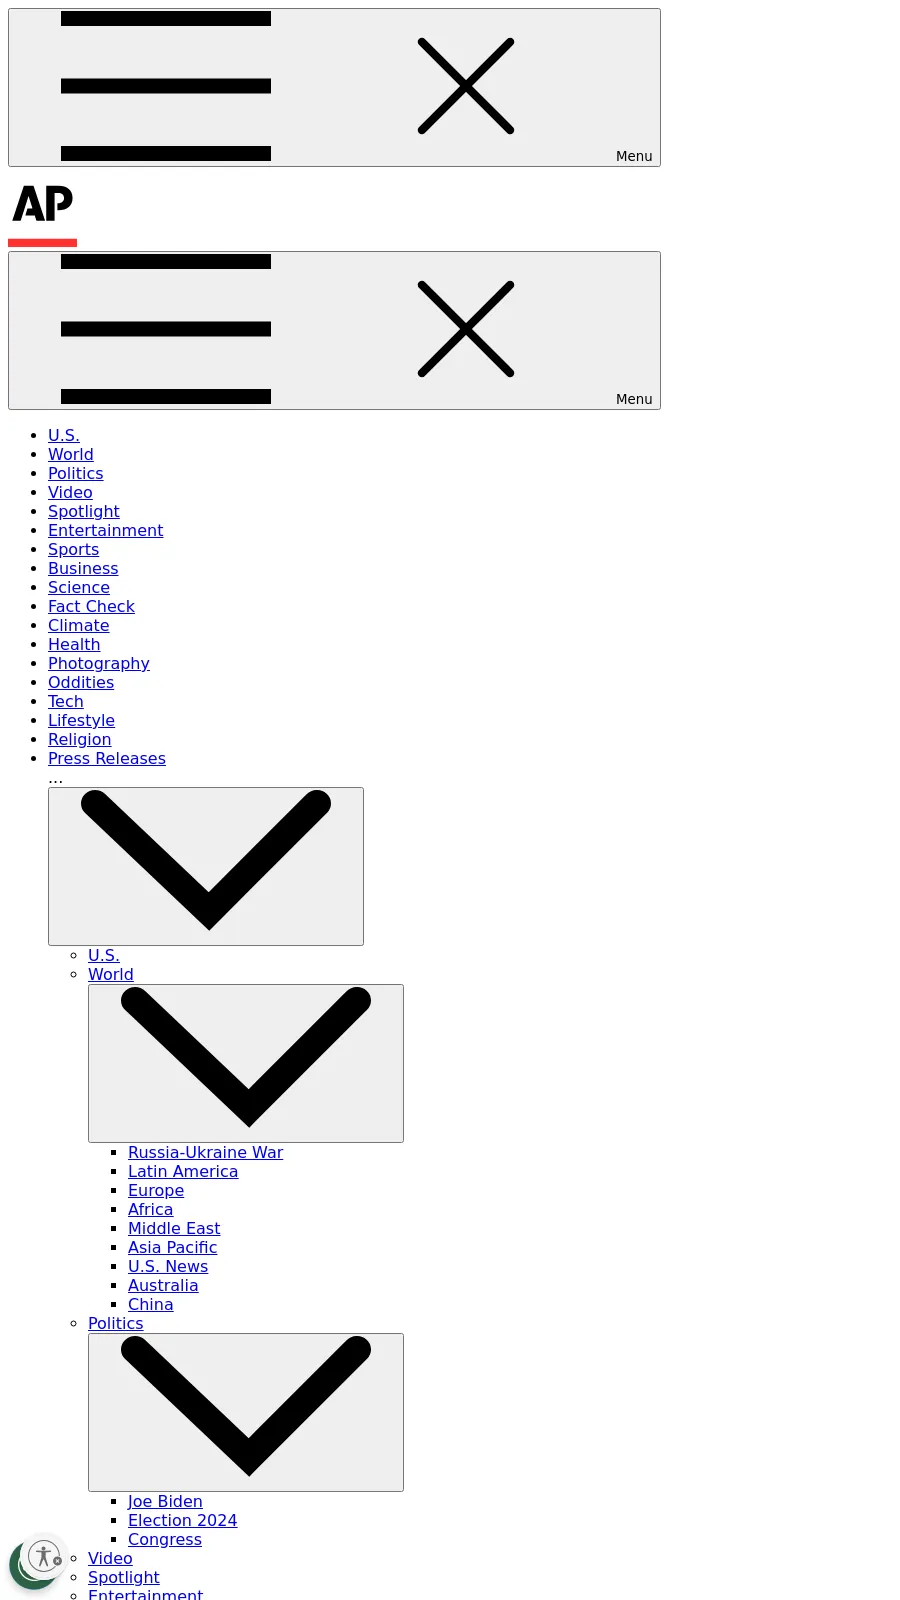 Menu
AP
Menu
U.S.
World
Politics
Video
Spotlight
Entertainment
Sports
Business
Science
Fact Check
Climate
Health
Photography
Oddities
Tech
Lifestyle
Religion
Press Releases
...
U.S.
World
Russia-Ukraine War
Latin America
Europe
Africa
Middle East
Asia Pacific
U.S. News
Australia
China
Politics
Joe Biden
Election 2024
Congress
Video
Spotlight
Entertainment